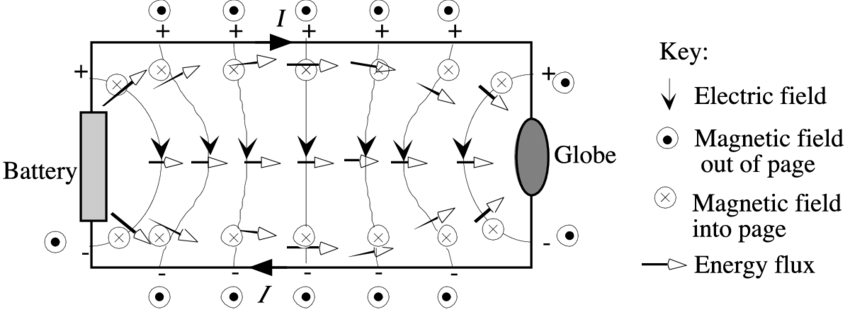 I
+ + + + +
Key:
+ +
Electric field
Magnetic field
out of page
Battery
Globe
Magnetic field
into page
- -
Energy flux
- - - - -
I